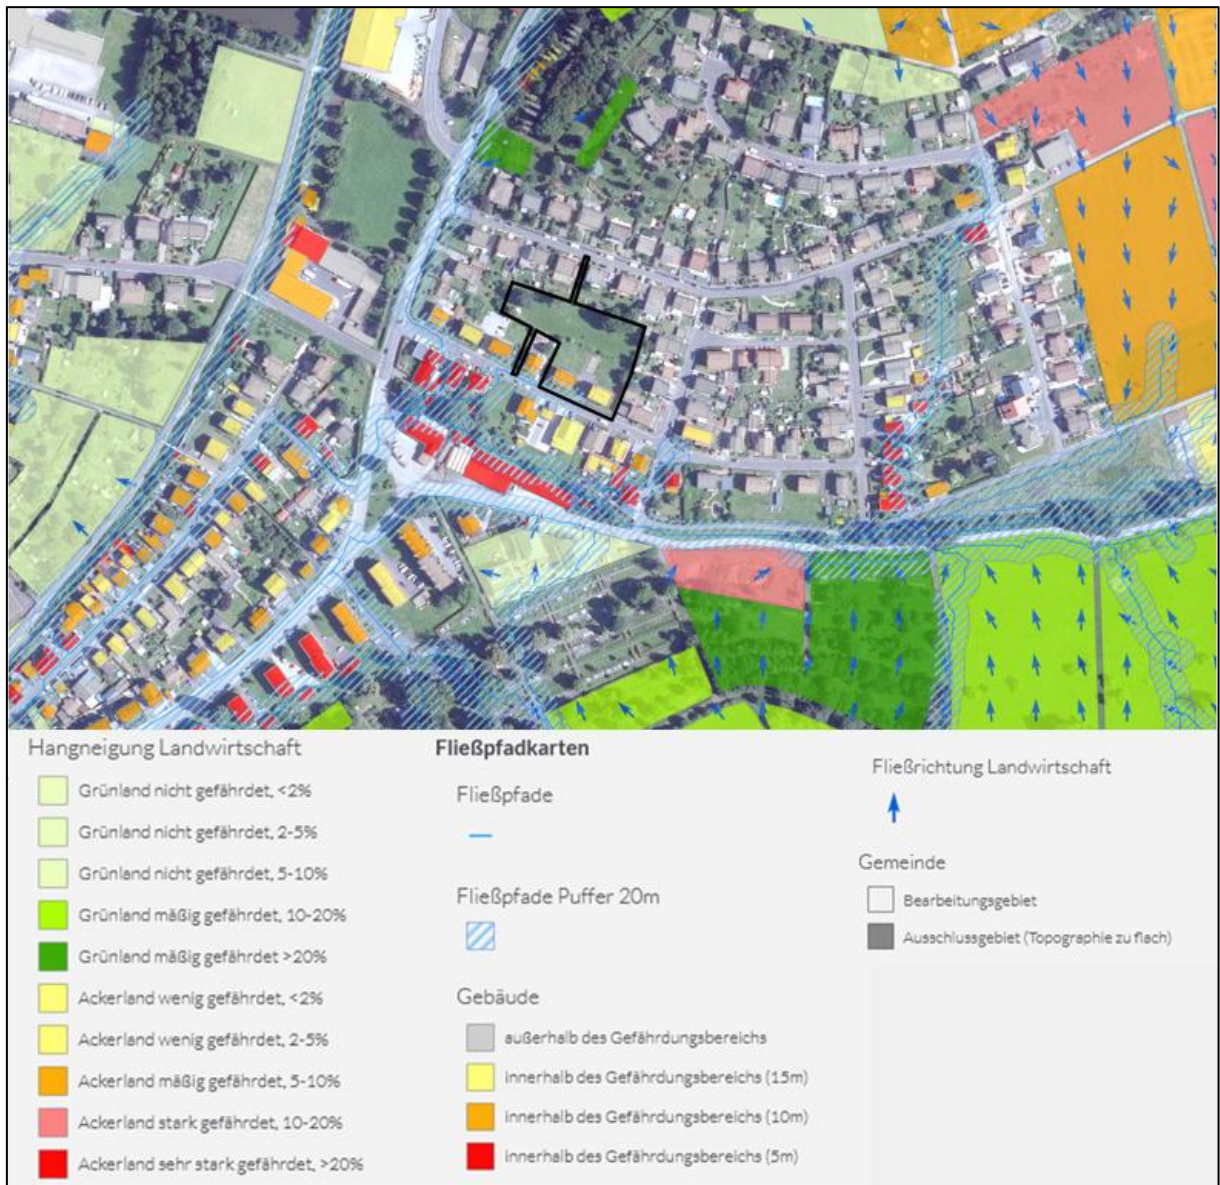 Hangneigung Landwirtschaft
Grünland nicht gefährdet, <2%
Grünland nicht gefährdet, 2-5%
Grünland nicht gefährdet, 5-10%
Grünland mäßig gefährdet, 10-20%
Grünland mäßig gefährdet >20%
Ackerland wenig gefährdet, <2%
Ackerland wenig gefährdet, 2-5%
Ackerland mäßig gefährdet, 5-10%
Ackerland stark gefährdet, 10-20%
Ackerland sehr stark gefährdet, >20%
Fließpfadkarten
Fließpfade
Fließpfade Puffer 20m
Gebäude
außerhalb des Gefährdungsbereichs
innerhalb des Gefährdungsbereichs (15m)
innerhalb des Gefährdungsbereichs (10m)
innerhalb des Gefährdungsbereichs (5m)
Fließrichtung Landwirtschaft
Gemeinde
Bearbeitungsgebiet
Ausschlussgebiet (Topographie zu flach)